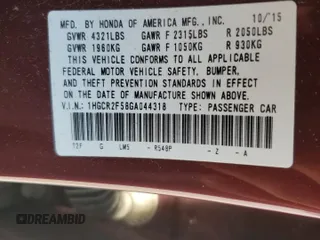 MFD. BY HONDA OF AMERICA MFG., INC. 10/15
GVWR 4321LBS GAWR F 2315LBS R 2050LBS
GVWR 1960KG GAWR F 1050KG R 930KG
THIS VEHICLE CONFORMS TO ALL APPLICABLE
FEDERAL MOTOR VEHICLE SAFETY, BUMPER,
AND THEFT PREVENTION STANDARDS IN EFFECT
ON THE DATE OF MANUFACTURE SHOWN ABOVE.
V.I.N: 1HGCR2F58GA044318 TYPE: PASSENGER CAR
G LW5 - R548P - Z - A
DREAMBID